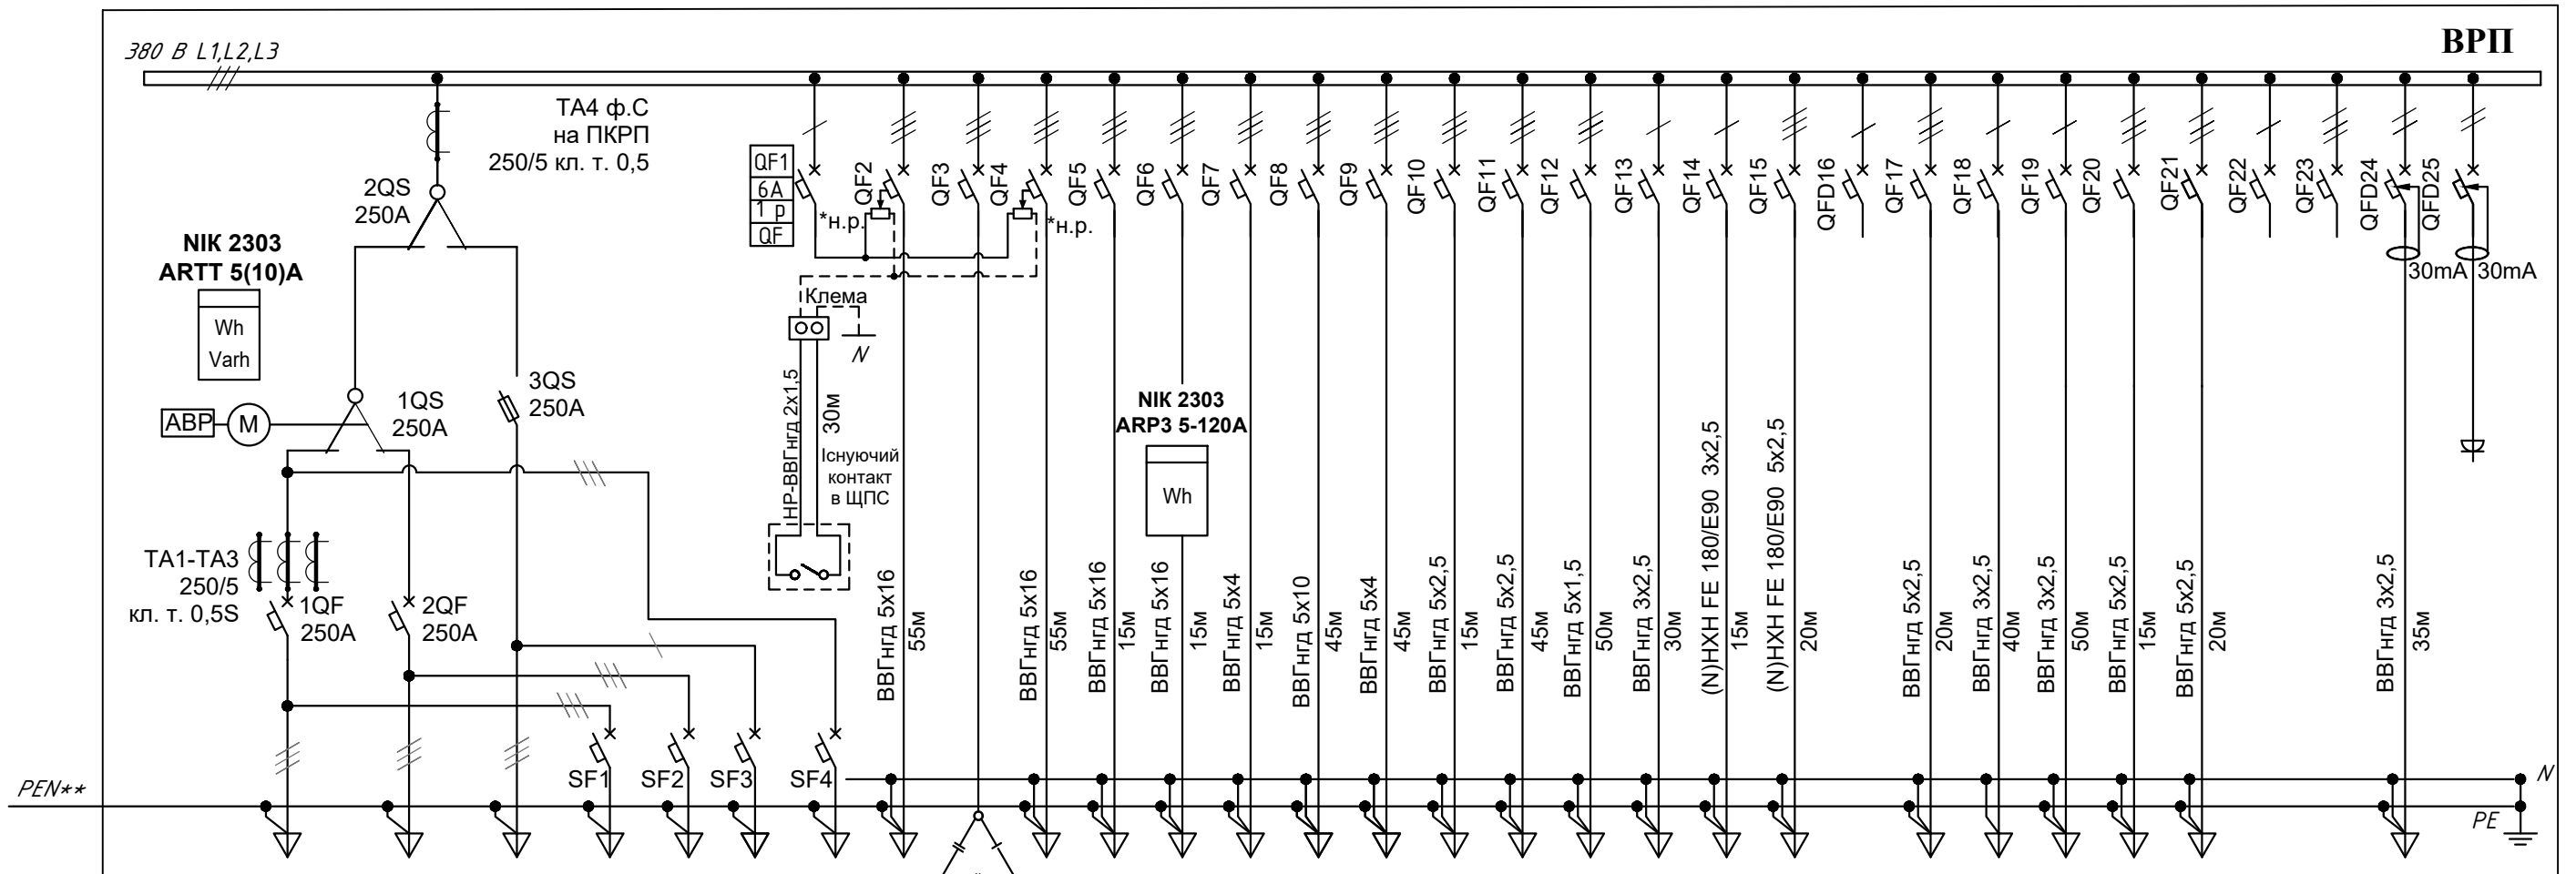 ВРП
380 В L1,L2,L3
ТА4 ф.С
на ПКРП
250/5 кл. т. 0,5
2QS
250А
NIK 2303
ARTT 5(10)A
Wh
Varh
АВР
М
1QS
250А
3QS
250А
ТА1-ТА3
250/5
кл. т. 0,5S
1QF
250А
2QF
250А
SF1
SF2
SF3
SF4
PEN**
QF1
6А
1 р
QF
*н.р.
*н.р.
Клема
N
НР-ВВГнгд 2х1,5
30м
Існуючий
контакт
в ЩПС
QF2
QF3
QF4
QF5
QF6
QF7
QF8
QF9
QF10
QF11
QF12
QF13
QF14
QF15
QFD16
QF17
QF18
QF19
QF20
QF21
QF22
QF23
QFD24
QFD25
30mA
30mA
NIK 2303
ARP3 5-120A
Wh
ВВГнгд 5х16
55м
ВВГнгд 5х16
55м
ВВГнгд 5х16
15м
ВВГнгд 5х16
15м
ВВГнгд 5х4
15м
ВВГнгд 5х10
45м
ВВГнгд 5х4
45м
ВВГнгд 5х2,5
15м
ВВГнгд 5х2,5
45м
ВВГнгд 5х1,5
50м
ВВГнгд 3х2,5
30м
(N)HXH FE 180/E90 3х2,5
15м
(N)HXH FE 180/E90 5х2,5
20м
ВВГнгд 5х2,5
20м
ВВГнгд 3х2,5
40м
ВВГнгд 3х2,5
50м
ВВГнгд 5х2,5
15м
ВВГнгд 5х2,5
20м
ВВГнгд 3х2,5
35м
N
PE